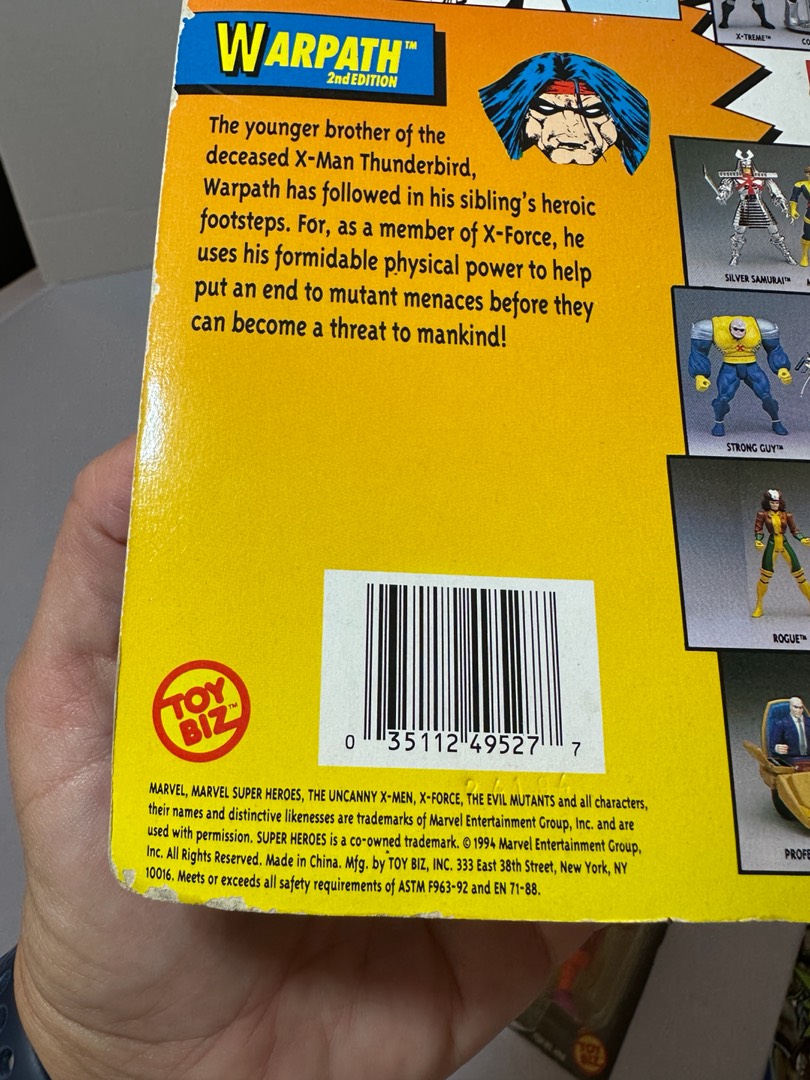 X-TREME™
CO
WARPATH™
2nd EDITION
The younger brother of the
deceased X-Man Thunderbird,
Warpath has followed in his sibling's heroic
footsteps. For, as a member of X-Force, he
uses his formidable physical power to help
put an end to mutant menaces before they
can become a threat to mankind!
SILVER SAMURAI™
STRONG GUY™
ROGUE™
PROFE
TOY BIZ™
0 35112 49527 7
MARVEL, MARVEL SUPER HEROES, THE UNCANNY X-MEN, X-FORCE, THE EVIL MUTANTS and all characters,
their names and distinctive likenesses are trademarks of Marvel Entertainment Group, Inc. and are
used with permission. SUPER HEROES is a co-owned trademark. © 1994 Marvel Entertainment Group,
Inc. All Rights Reserved. Made in China. Mfg. by TOY BIZ, INC. 333 East 38th Street, New York, NY
10016. Meets or exceeds all safety requirements of ASTM F963-92 and EN 71-88.
TOY
BIZ